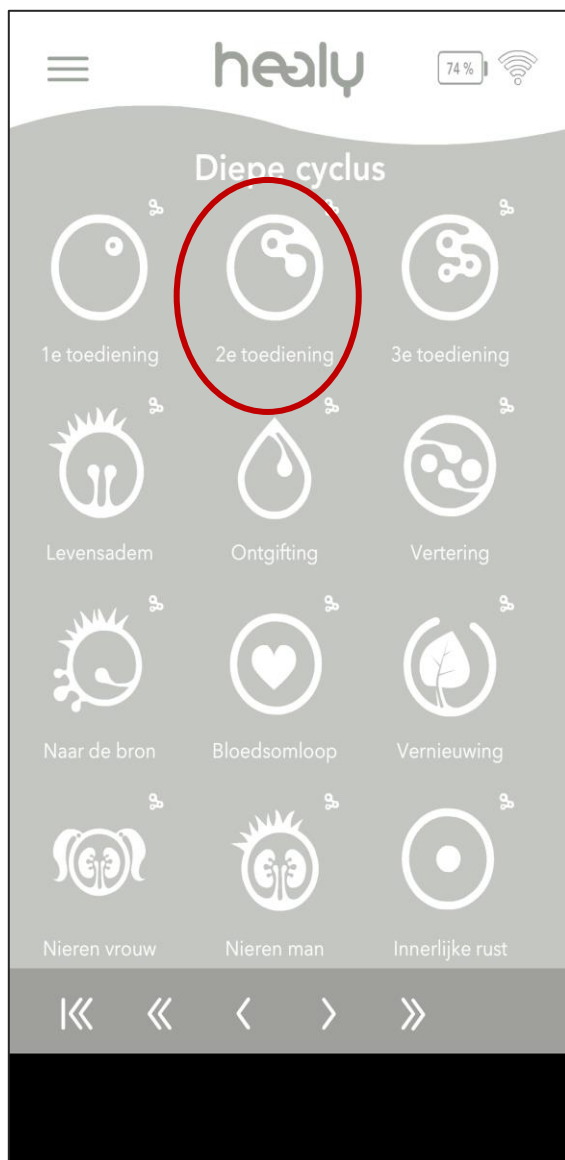 healy
74 %
Diepe cyclus
1e toediening
2e toediening
3e toediening
Levensadem
Ontgifting
Vertering
Naar de bron
Bloedsomloop
Vernieuwing
Nieren vrouw
Nieren man
Innerlijke rust